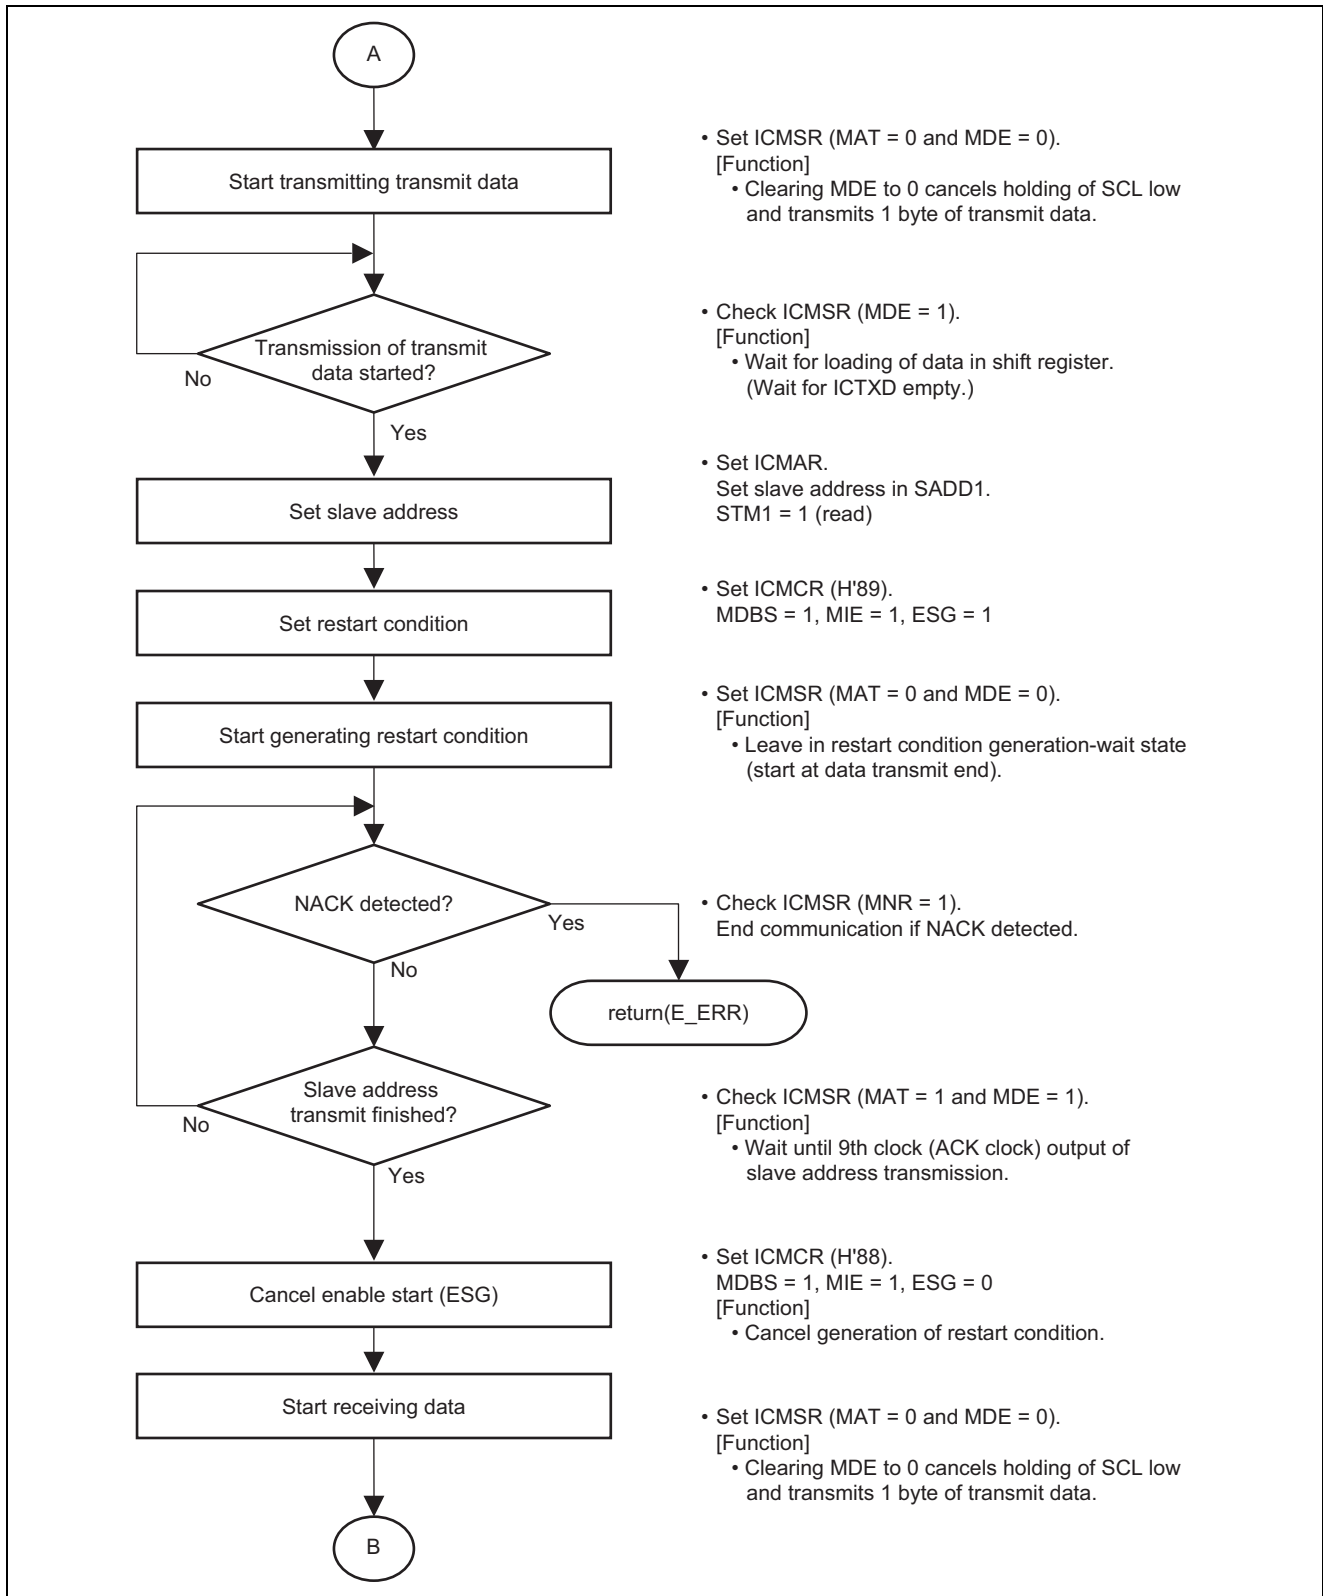 A
Start transmitting transmit data
• Set ICMSR (MAT = 0 and MDE = 0).
[Function]
• Clearing MDE to 0 cancels holding of SCL low
and transmits 1 byte of transmit data.
Transmission of transmit
data started?
No
Yes
• Check ICMSR (MDE = 1).
[Function]
• Wait for loading of data in shift register.
(Wait for ICTXD empty.)
Set slave address
• Set ICMAR.
Set slave address in SADD1.
STM1 = 1 (read)
Set restart condition
• Set ICMCR (H'89).
MDBS = 1, MIE = 1, ESG = 1
Start generating restart condition
• Set ICMSR (MAT = 0 and MDE = 0).
[Function]
• Leave in restart condition generation-wait state
(start at data transmit end).
NACK detected?
Yes
No
• Check ICMSR (MNR = 1).
End communication if NACK detected.
return(E_ERR)
Slave address
transmit finished?
No
Yes
• Check ICMSR (MAT = 1 and MDE = 1).
[Function]
• Wait until 9th clock (ACK clock) output of
slave address transmission.
Cancel enable start (ESG)
• Set ICMCR (H'88).
MDBS = 1, MIE = 1, ESG = 0
[Function]
• Cancel generation of restart condition.
Start receiving data
• Set ICMSR (MAT = 0 and MDE = 0).
[Function]
• Clearing MDE to 0 cancels holding of SCL low
and transmits 1 byte of transmit data.
B